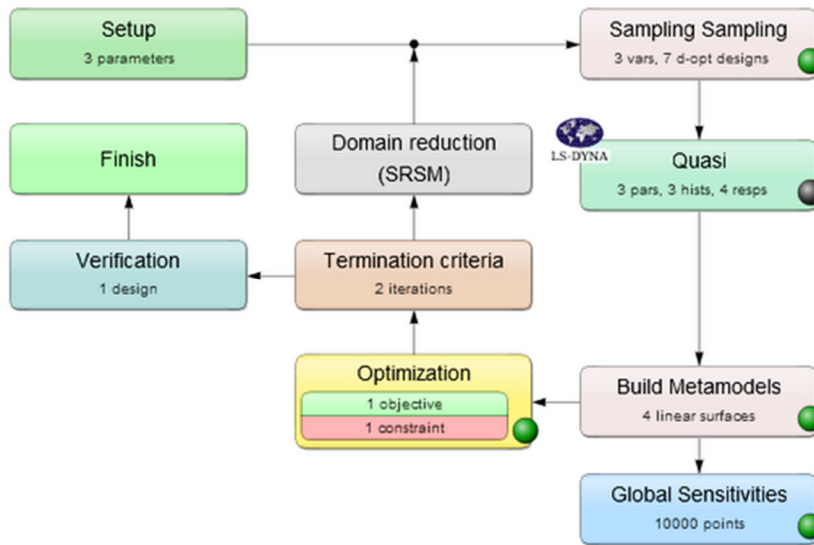 Setup
3 parameters
Sampling Sampling
3 vars, 7 d-opt designs
Finish
Domain reduction
(SRSM)
LS-DYNA
Quasi
3 pars, 3 hists, 4 resps
Verification
1 design
Termination criteria
2 iterations
Optimization
1 objective
1 constraint
Build Metamodels
4 linear surfaces
Global Sensitivities
10000 points